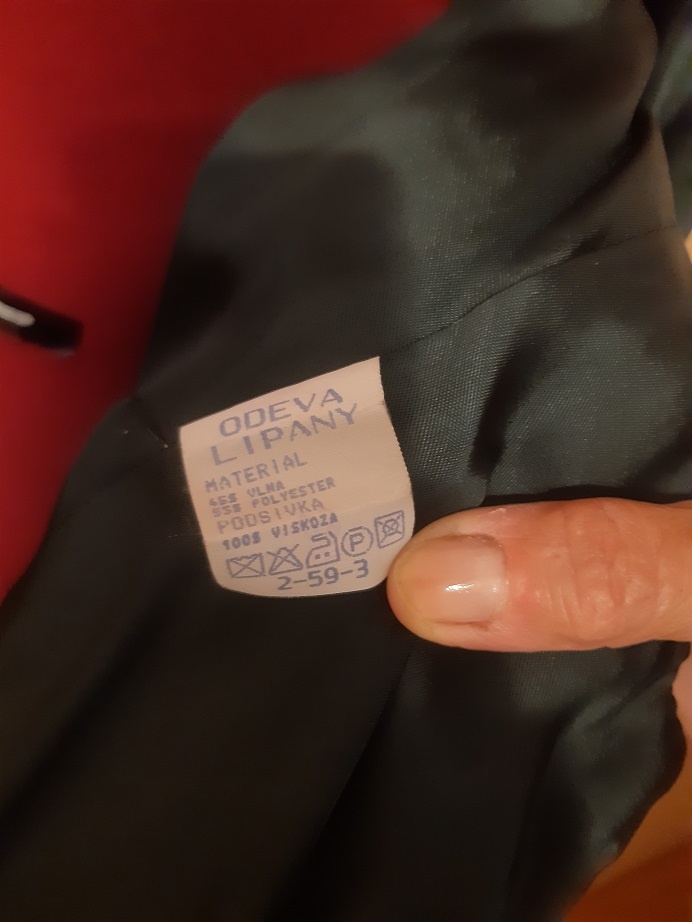 ODEVA
LIPANY
MATERIAL
45% VLNA
55% POLYESTER
PODSIVKA
100% VISKOZA
P
2-59-3